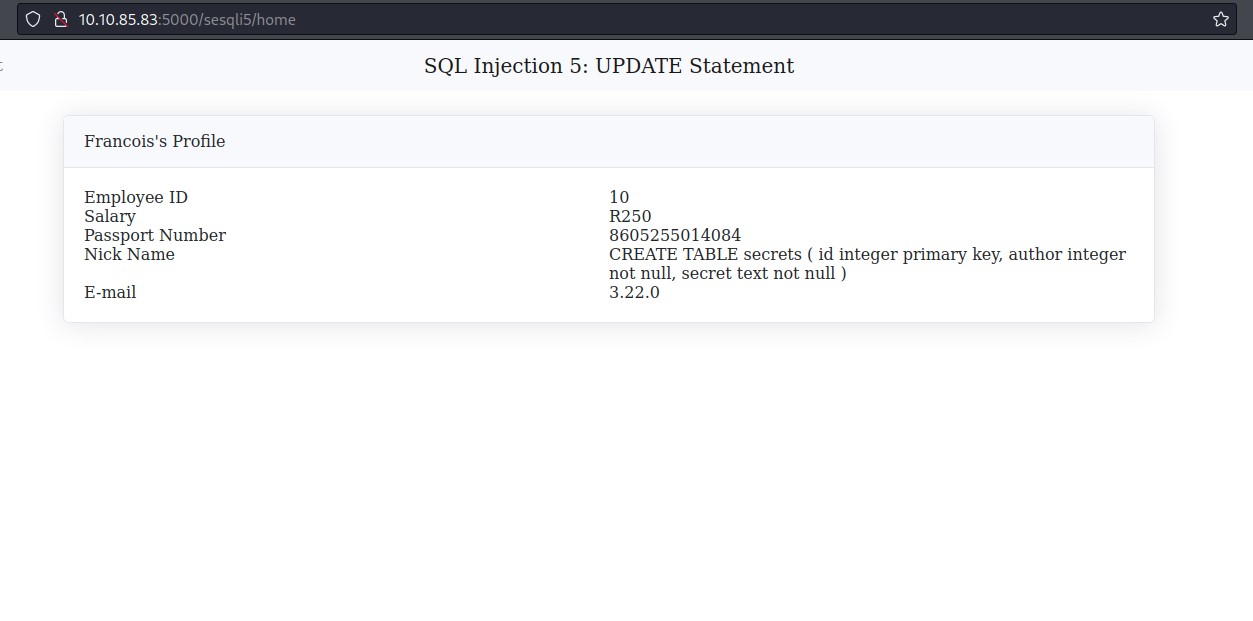 10.10.85.83:5000/sesqli5/home
SQL Injection 5: UPDATE Statement
Francois's Profile
Employee ID 10
Salary R250
Passport Number 8605255014084
Nick Name CREATE TABLE secrets ( id integer primary key, author integer
not null, secret text not null )
E-mail 3.22.0